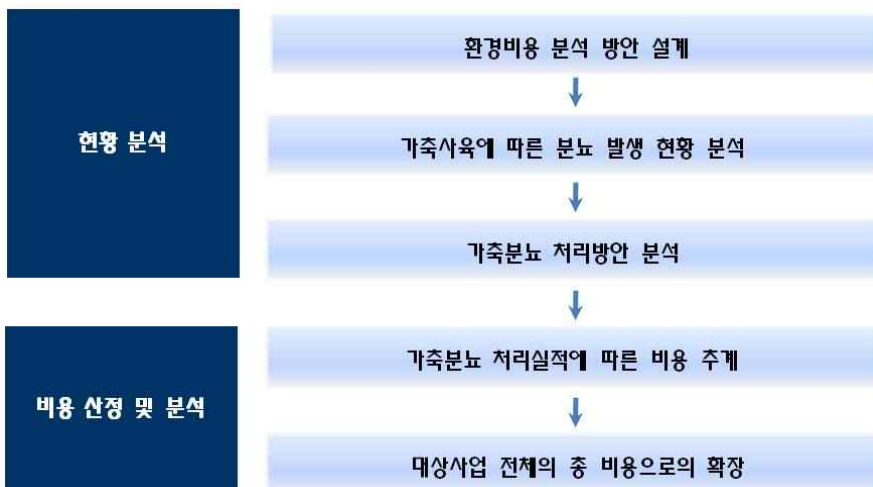 현황 분석
환경비용 분석 방안 설계
가축사육에 따른 분뇨 발생 현황 분석
가축분뇨 처리방안 분석
비용 산정 및 분석
가축분뇨 처리실적에 따른 비용 추계
대상사업 전체의 총 비용으로의 확장